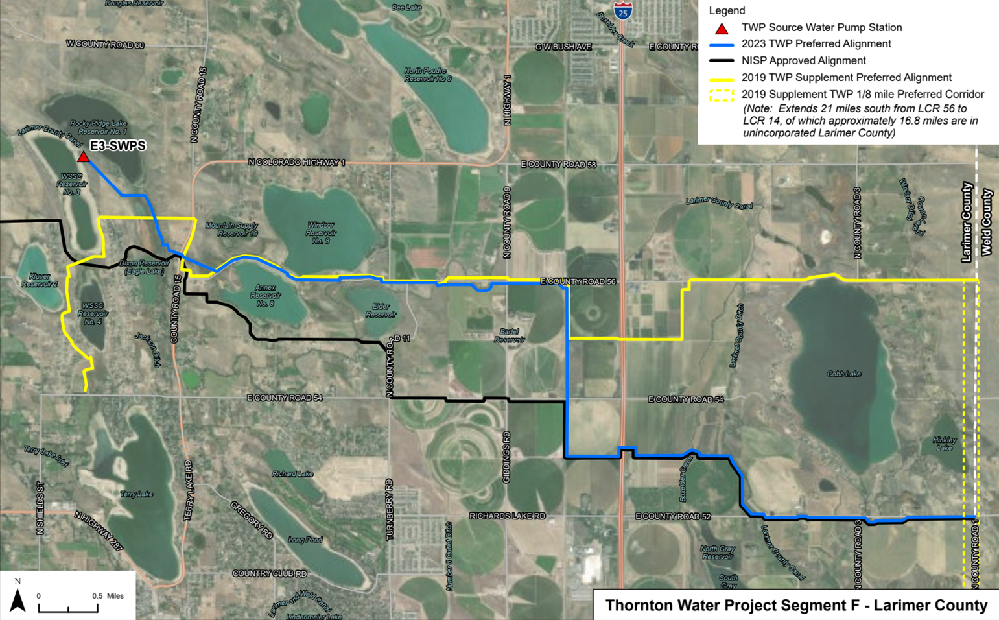 Douglas Reservoir
Bee Lake
25
Boxelder Creek
W COUNTY ROAD 60
G W BUSH AVE
E COUNTY R
Legend
TWP Source Water Pump Station
2023 TWP Preferred Alignment
NISP Approved Alignment
2019 TWP Supplement Preferred Alignment
2019 Supplement TWP 1/8 mile Preferred Corridor
(Note: Extends 21 miles south from LCR 56 to
LCR 14, of which approximately 16.8 miles are in
unincorporated Larimer County)
North Poudre
Reservoir No 6
N COUNTY ROAD 15
N HIGHWAY 1
Rocky Ridge Lake
Reservoir No. 1
Larimer County Canal
E3-SWPS
N COLORADO HIGHWAY 1
E COUNTY ROAD 58
WSSC
Reservoir
No. 3
Larimer County Canal
N COUNTY ROAD 9
N COUNTY ROAD 3
Larimer County
Weld County
Mountain Supply
Reservoir 10
Windsor
Reservoir
No. 8
Dixon Reservoir
(Eagle Lake)
Kluver
Reservoir 2
COUNTY ROAD 15
Annex
Reservoir
No. 8
E COUNTY ROAD 56
WSSC
Reservoir
No. 4
Elder
Reservoir
Jackson Ditch
Bartel
Reservoir
Larimer County Ditch
N COUNTY ROAD 11
Cobb Lake
E COUNTY ROAD 54
E COUNTY ROAD 54
Terry Lake Inlet
Richard Lake
GIDDINGS RD
Hinkley
Lake
Boxelder Creek
Terry Lake
N SHIELDS ST
TERRY LAKE RD
GREGORY RD
TURNBERRY RD
RICHARDS LAKE RD
E COUNTY ROAD 52
N HIGHWAY 287
Long Pond
Number 8 Outlet Ditch
North Gray
Reservoir
Larimer County Canal
N COUNTY ROAD 3
N COUNTY ROAD 1
COUNTRY CLUB RD
South
Gray
Larimer and Weld Canal
Lindenmeier Lake
N
0 0.5 Miles
Thornton Water Project Segment F - Larimer County